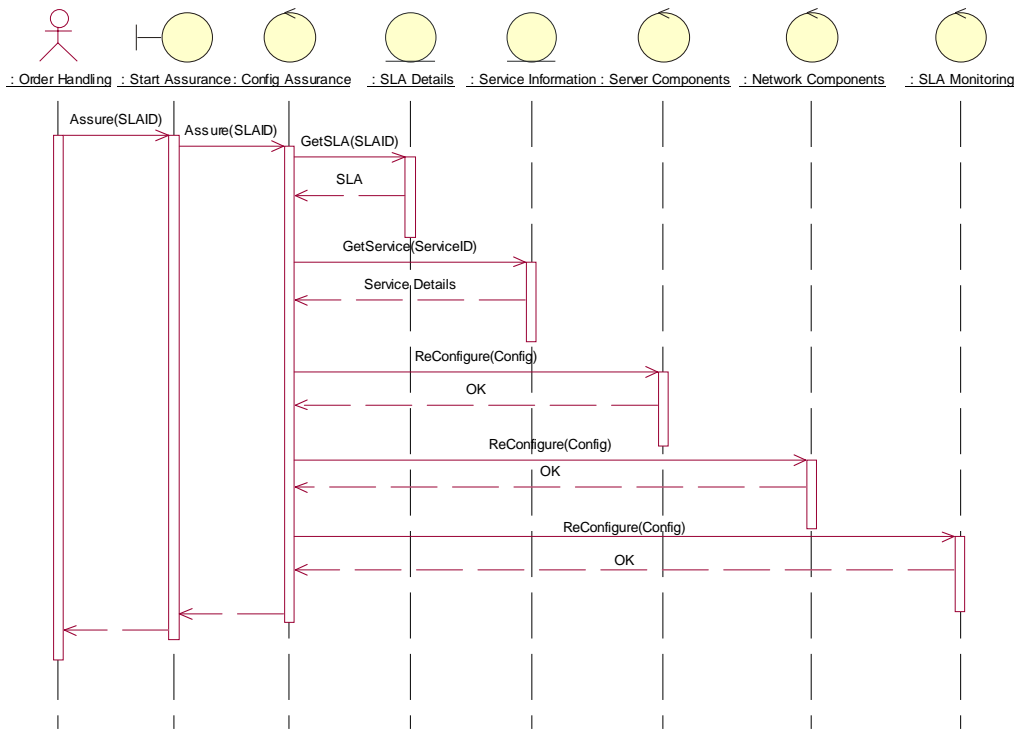 : Order Handling
: Start Assurance
: Config Assurance
: SLA Details
: Service Information
: Server Components
: Network Components
: SLA Monitoring
Assure(SLAID)
Assure(SLAID)
GetSLA(SLAID)
SLA
GetService(ServiceID)
Service Details
ReConfigure(Config)
OK
ReConfigure(Config)
OK
ReConfigure(Config)
OK